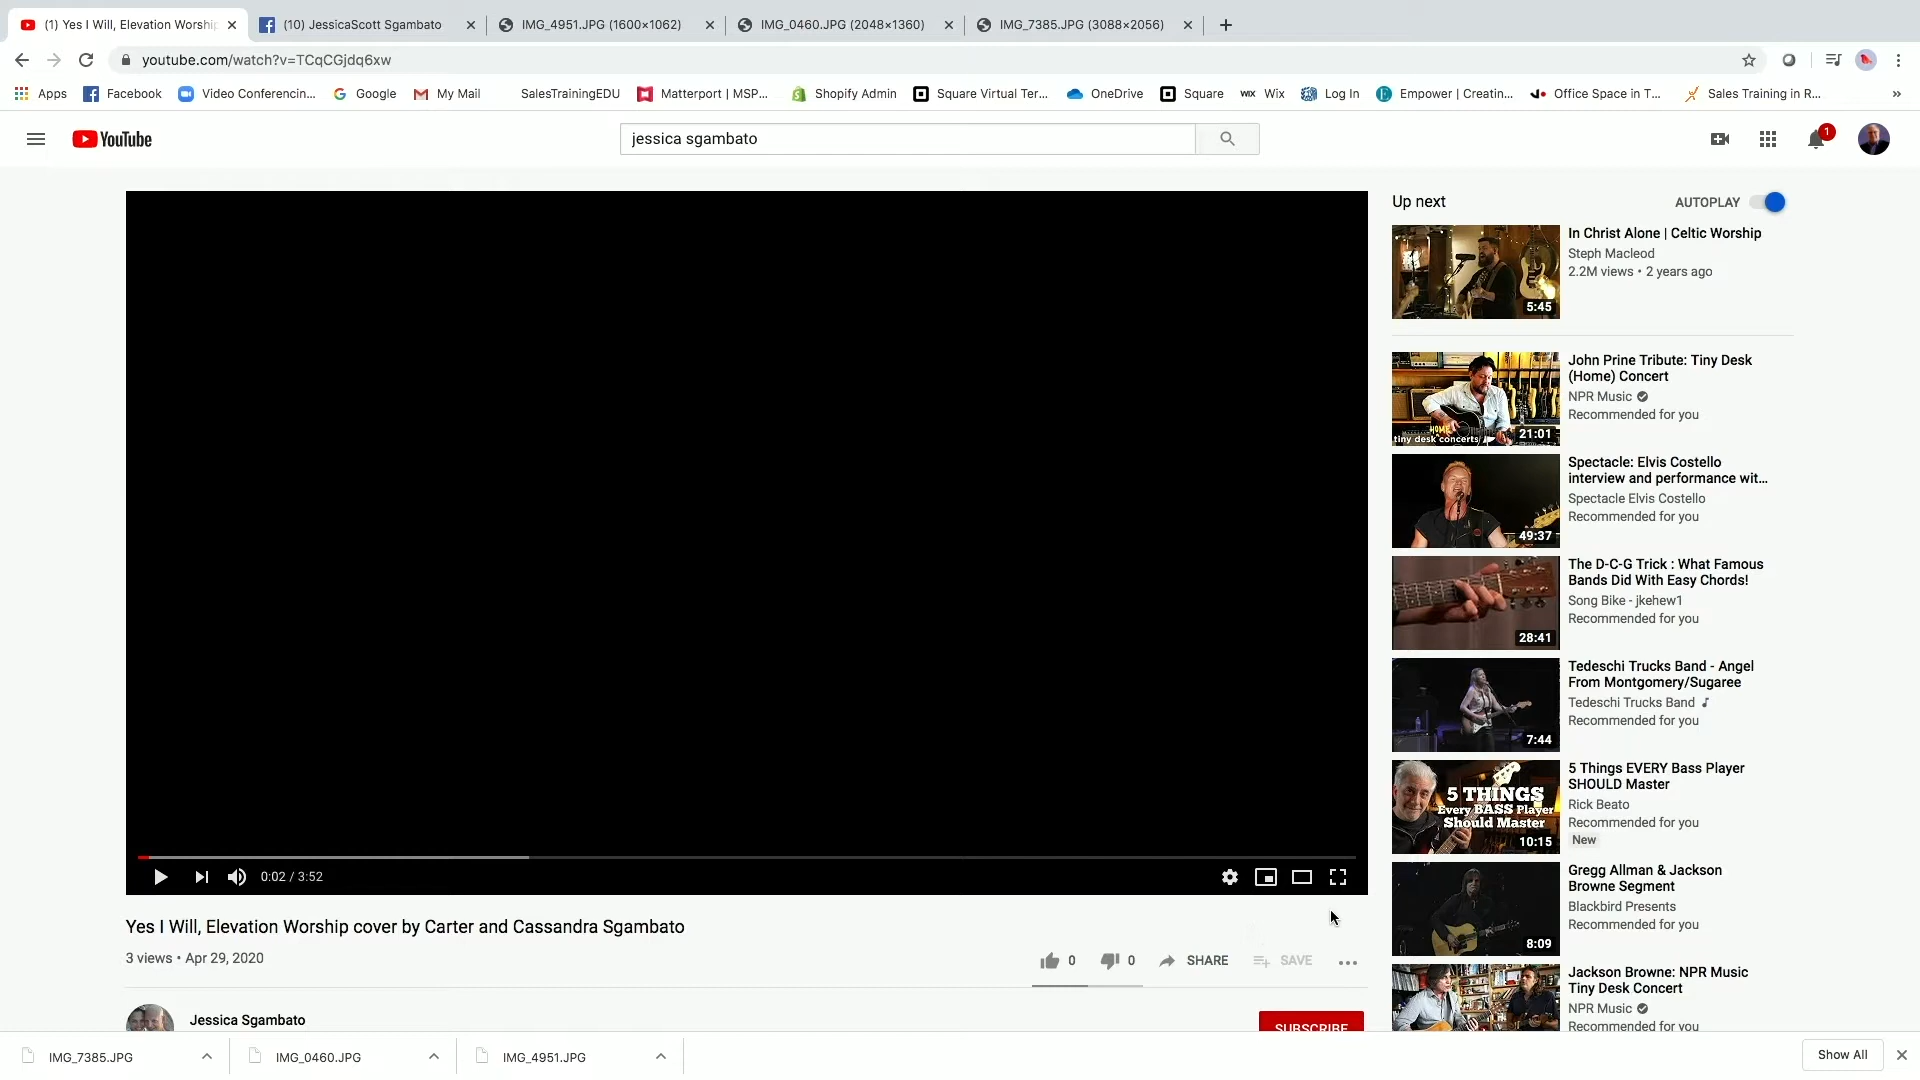 (1) Yes I Will, Elevation Worship
(10) JessicaScott Sgambato
IMG_4951.JPG (1600×1062)
IMG_0460.JPG (2048×1360)
IMG_7385.JPG (3088×2056)
youtube.com/watch?v=TCqCGjdq6xw
Apps
Facebook
Video Conferencin...
Google
My Mail
SalesTrainingEDU
Matterport | MSP...
Shopify Admin
Square Virtual Ter...
OneDrive
Square
WIX
Wix
Log In
Empower | Creatin...
Office Space in T...
Sales Training in R...
YouTube
jessica sgambato
1
Up next
AUTOPLAY
5:45
In Christ Alone | Celtic Worship
Steph Macleod
2.2M views • 2 years ago
HOME
tiny desk concerts
21:01
John Prine Tribute: Tiny Desk
(Home) Concert
NPR Music
Recommended for you
49:37
Spectacle: Elvis Costello
interview and performance wit...
Spectacle Elvis Costello
Recommended for you
28:41
The D-C-G Trick : What Famous
Bands Did With Easy Chords!
Song Bike - jkehew1
Recommended for you
7:44
Tedeschi Trucks Band - Angel
From Montgomery/Sugaree
Tedeschi Trucks Band
Recommended for you
5 THINGS
Every BASS Player
Should Master
10:15
5 Things EVERY Bass Player
SHOULD Master
Rick Beato
Recommended for you
New
8:09
Gregg Allman & Jackson
Browne Segment
Blackbird Presents
Recommended for you
Jackson Browne: NPR Music
Tiny Desk Concert
NPR Music
Recommended for you
0:02 / 3:52
Yes I Will, Elevation Worship cover by Carter and Cassandra Sgambato
3 views • Apr 29, 2020
0
0
SHARE
SAVE
Jessica Sgambato
SUBSCRIBE
IMG_7385.JPG
IMG_0460.JPG
IMG_4951.JPG
Show All